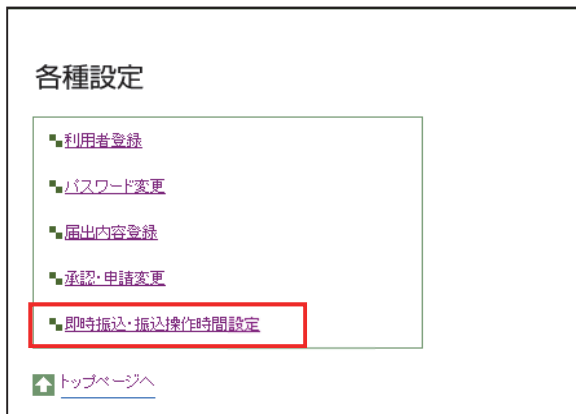 各種設定
利用者登録
パスワード変更
届出内容登録
承認・申請変更
即時振込・振込操作時間設定
トップページへ